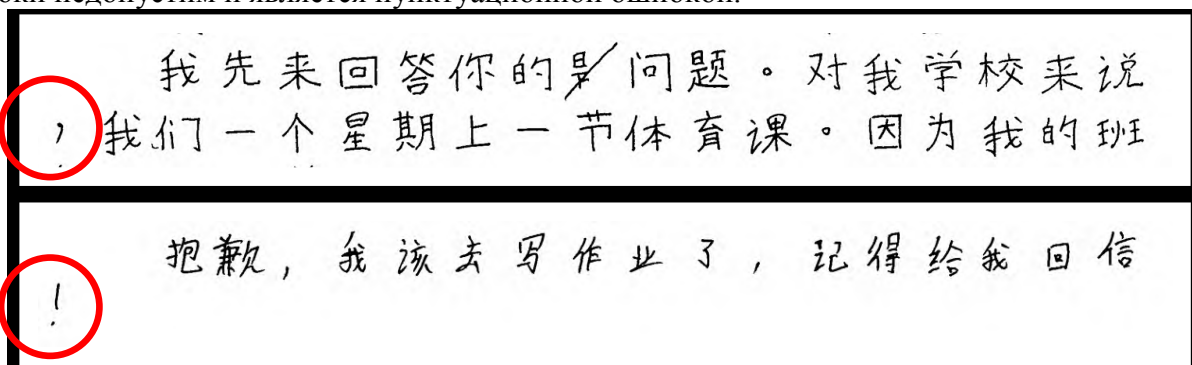 недопустим и является пунктуационной ошибкой.
我先来回答你的问题。对我学校来说
，我们一个星期上一节体育课。因为我的班
抱歉，我该去写作业了，记得给我回信
！